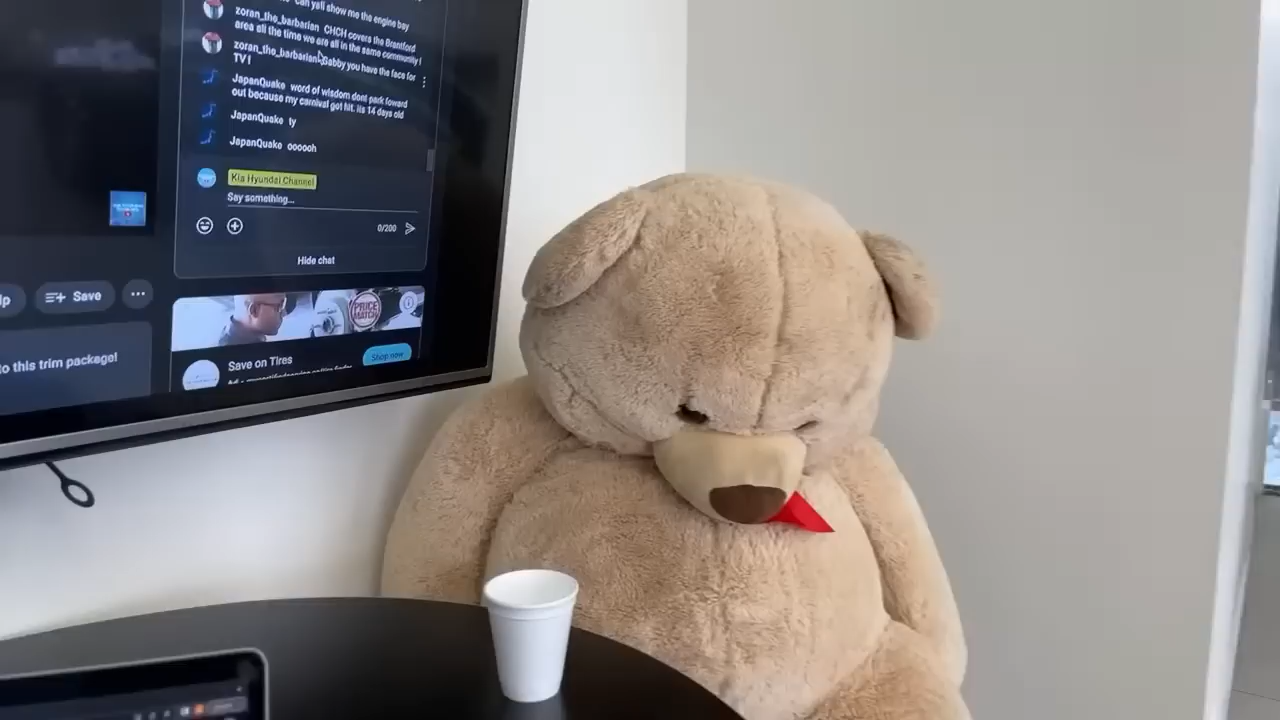 can yall show me the engine bay
zoran_the_barbarian CHCH covers the Brantford
area all the time we are all in the same community !
zoran_the_barbarian Gabby you have the face for
TV !
JapanQuake word of wisdom dont park foward
out because my carnival got hit. its 14 days old
JapanQuake ty
JapanQuake oooooh
Kia Hyundai Channel
Say something...
0/200
Hide chat
Save
to this trim package!
PRICE
MATCH
Save on Tires
Shop now